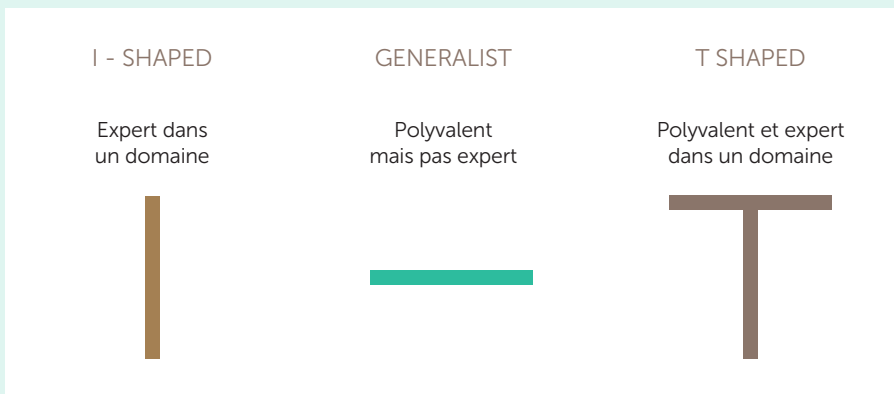 I - SHAPED
Expert dans
un domaine
GENERALIST
Polyvalent
mais pas expert
T SHAPED
Polyvalent et expert
dans un domaine